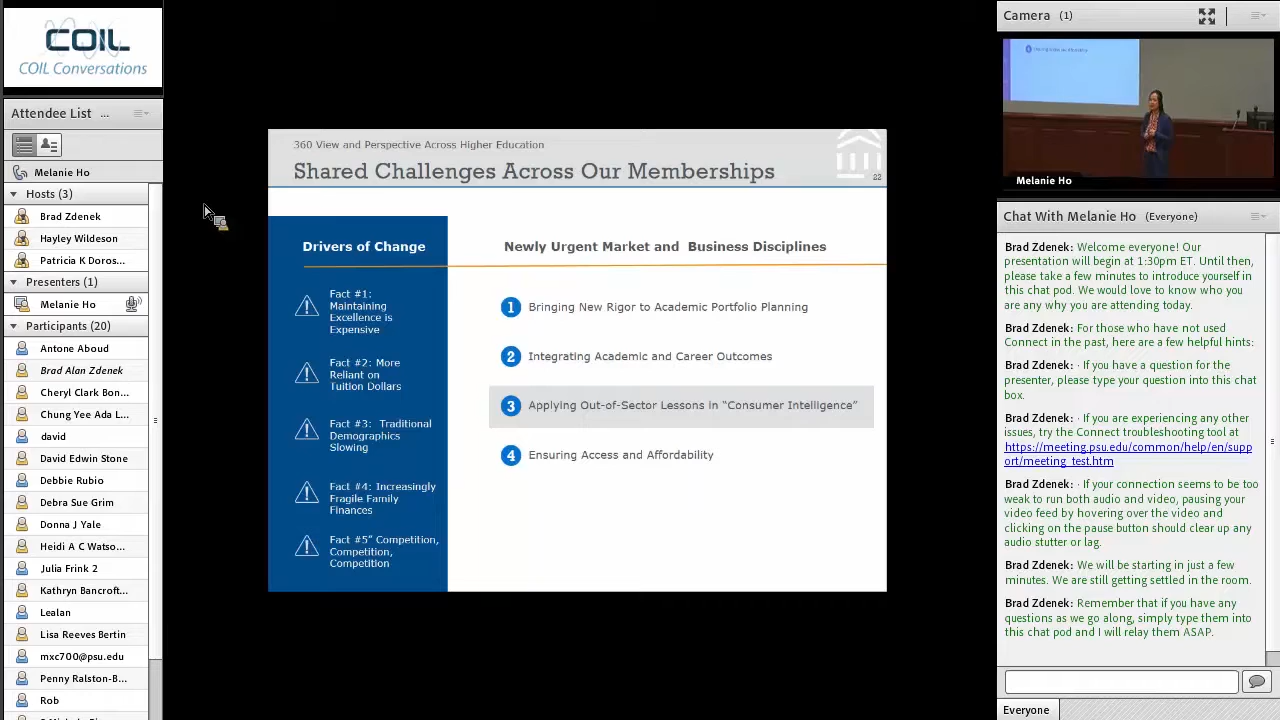 COIL
COIL Conversations
Attendee List ...
Melanie Ho
Hosts (3)
Brad Zdenek
Hayley Wildeson
Patricia K Doros...
Presenters (1)
Melanie Ho
Participants (20)
Antone Aboud
Brad Alan Zdenek
Cheryl Clark Bon...
Chung Yee Ada L...
david
David Edwin Stone
Debbie Rubio
Debra Sue Grim
Donna J Yale
Heidi A C Watso...
Julia Frink 2
Kathryn Bancroft...
Lealan
Lisa Reeves Bertin
mxc700@psu.edu
Penny Ralston-B...
Rob
360 View and Perspective Across Higher Education
Shared Challenges Across Our Memberships
22
Drivers of Change
Fact #1:
Maintaining
Excellence is
Expensive
Fact #2: More
Reliant on
Tuition Dollars
Fact #3:  Traditional
Demographics
Slowing
Fact #4: Increasingly
Fragile Family
Finances
Fact #5” Competition,
Competition,
Competition
Newly Urgent Market and  Business Disciplines
1 Bringing New Rigor to Academic Portfolio Planning
2 Integrating Academic and Career Outcomes
3 Applying Out-of-Sector Lessons in “Consumer Intelligence”
4 Ensuring Access and Affordability
Camera (1)
Melanie Ho
Chat With Melanie Ho (Everyone)
Brad Zdenek: Welcome everyone! Our
presentation will begin at 1:30pm ET. Until then,
please take a few minutes to introduce yourself in
this chat pod. We would love to know who you
are any why you are attending today.
Brad Zdenek: For those who have not used
Connect in the past, here are a few helpful hints:
Brad Zdenek: · If you have a question for the
presenter, please type your question into this chat
box.
Brad Zdenek: · If you are experiencing any other
issues, try the Connect troubleshooting tool at
https://meeting.psu.edu/common/help/en/supp
ort/meeting_test.htm
Brad Zdenek: · If your connection seems to be too
weak to run both audio and video, pausing your
video feed by hovering over the video and
clicking on the pause button should clear up any
audio stutter or lag.
Brad Zdenek: We will be starting in just a few
minutes. We are still getting settled in the room.
Brad Zdenek: Remember that if you have any
questions as we go along, simply type them into
this chat pod and I will relay them ASAP.
Everyone